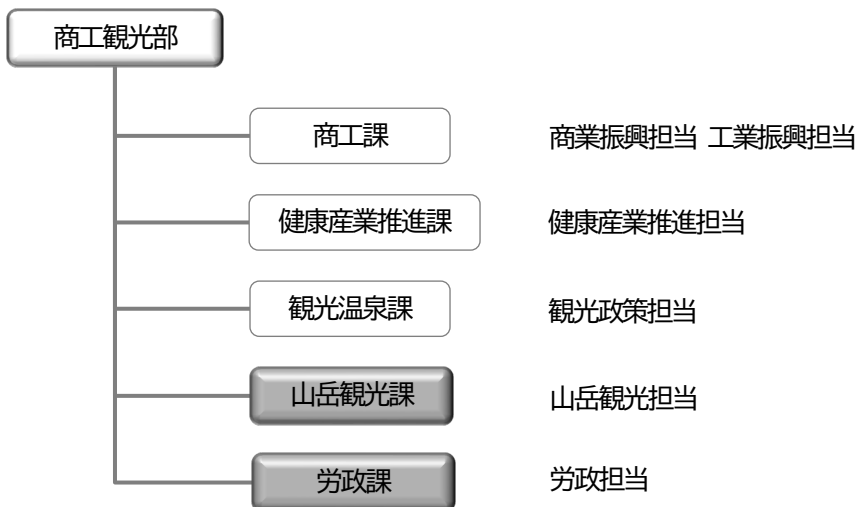 商工観光部
商工課 商業振興担当 工業振興担当
健康産業推進課 健康産業推進担当
観光温泉課 観光政策担当
山岳観光課 山岳観光担当
労政課 労政担当